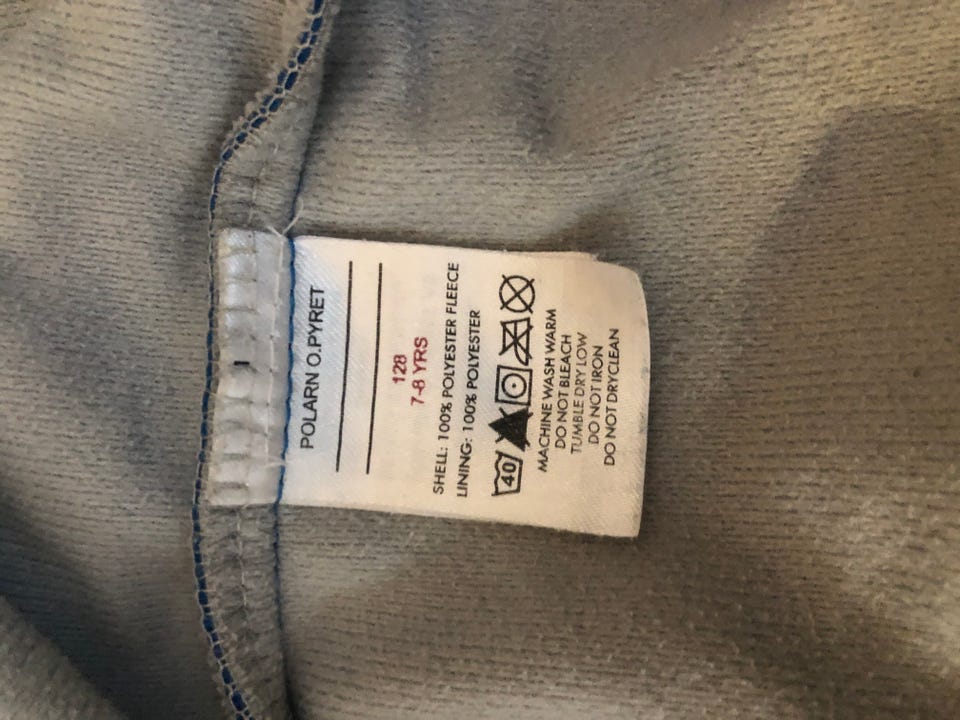 POLARN O.PYRET
128
7-8 YRS
SHELL: 100% POLYESTER FLEECE
LINING: 100% POLYESTER
40
MACHINE WASH WARM
DO NOT BLEACH
TUMBLE DRY LOW
DO NOT IRON
DO NOT DRYCLEAN